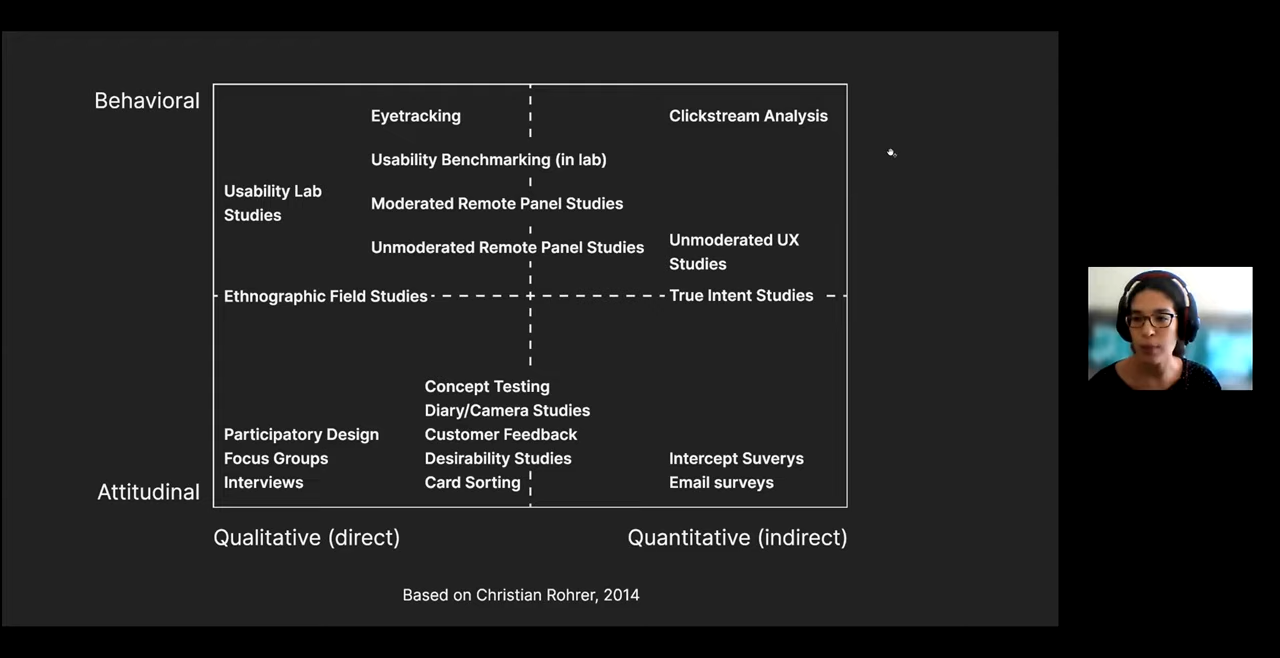 Behavioral
Eyetracking
Clickstream Analysis
Usability Benchmarking (in lab)
Usability Lab
Studies
Moderated Remote Panel Studies
Unmoderated Remote Panel Studies
Unmoderated UX
Studies
Ethnographic Field Studies
True Intent Studies
Concept Testing
Diary/Camera Studies
Participatory Design
Customer Feedback
Focus Groups
Desirability Studies
Intercept Suverys
Interviews
Card Sorting
Email surveys
Attitudinal
Qualitative (direct)
Quantitative (indirect)
Based on Christian Rohrer, 2014